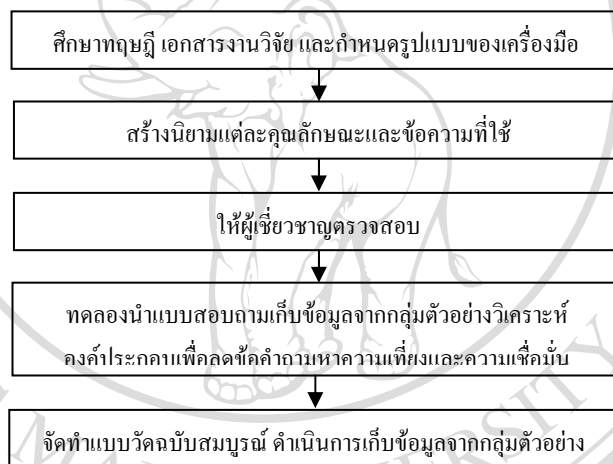 ศึกษาทฤษฎี เอกสารงานวิจัย และกำหนดรูปแบบของเครื่องมือ
สร้างนิยามแต่ละคุณลักษณะและข้อความที่ใช้
ให้ผู้เชี่ยวชาญตรวจสอบ
ทดลองนำแบบสอบถามเก็บข้อมูลจากกลุ่มตัวอย่างวิเคราะห์
องค์ประกอบเพื่อลดข้อคำถามหาความเที่ยงและความเชื่อมั่น
จัดทำแบบวัดฉบับสมบูรณ์ ดำเนินการเก็บข้อมูลจากกลุ่มตัวอย่าง